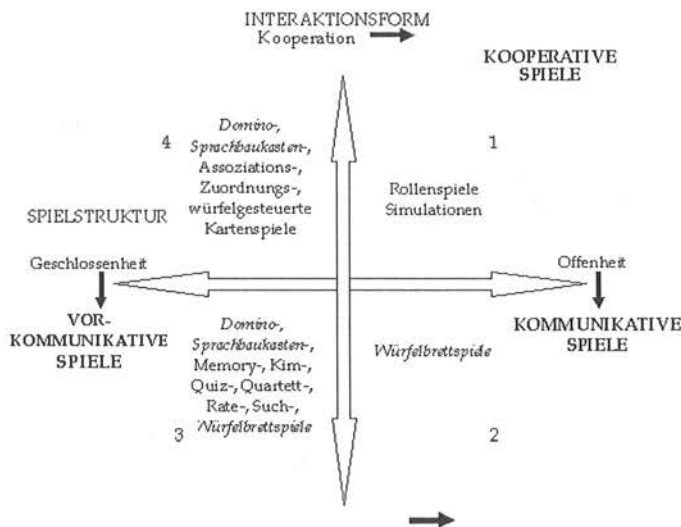 INTERAKTIONSFORM
Kooperation
KOOPERATIVE
SPIELE
4
Domino-,
Sprachbaukasten-,
Assoziations-,
Zuordnungs-,
würfelgesteuerte
Kartenspiele
1
Rollenspiele
Simulationen
SPIELSTRUKTUR
Geschlossenheit
Offenheit
VOR-
KOMMUNIKATIVE
SPIELE
KOMMUNIKATIVE
SPIELE
Domino-,
Sprachbaukasten-,
Memory-, Kim-,
Quiz-, Quartett-,
Rate-, Such-,
Würfelbrettspiele
3
Würfelbrettspiele
2